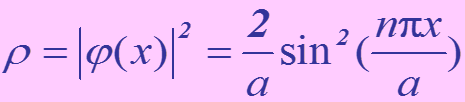 ρ = |φ(x)|² = 2/a sin²(nπx/a)